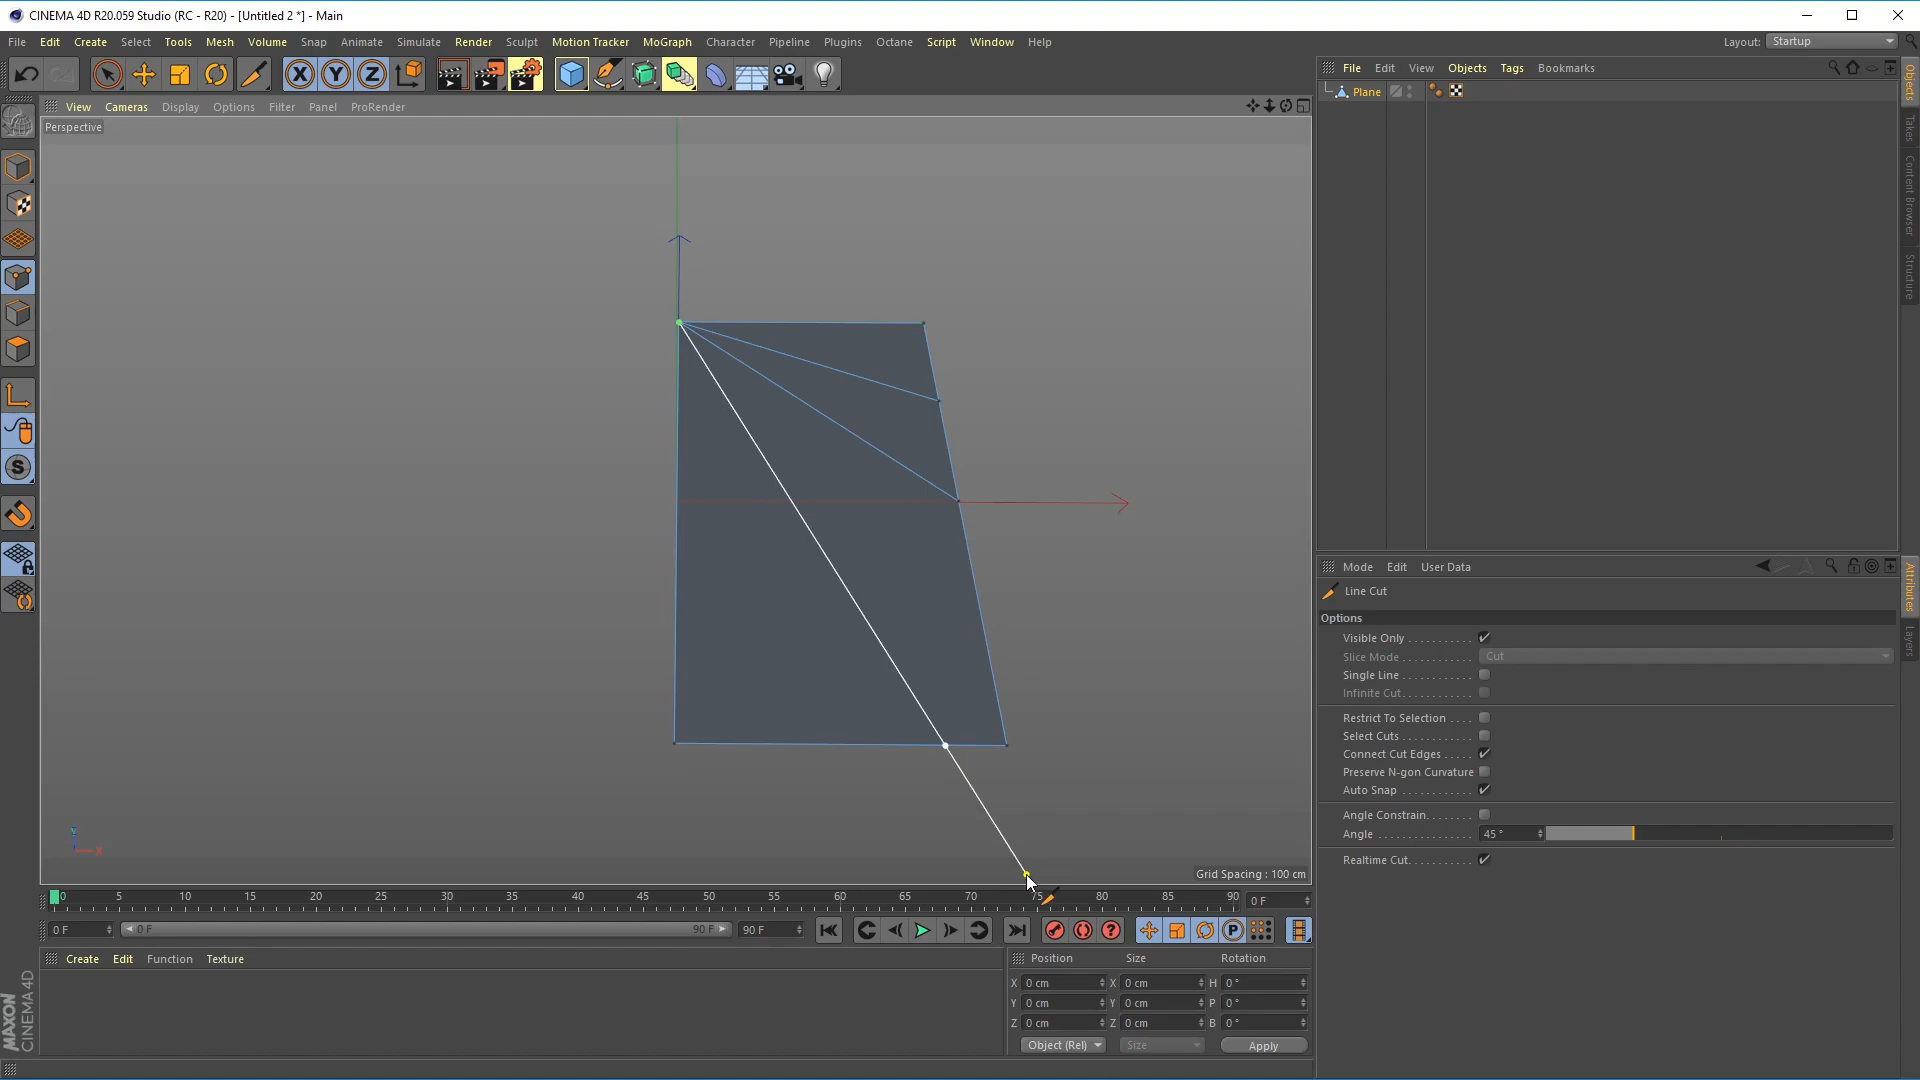 CINEMA 4D R20.059 Studio (RC - R20) - [Untitled 2 *] - Main
File Edit Create Select Tools Mesh Volume Snap Animate Simulate Render Sculpt Motion Tracker MoGraph Character Pipeline Plugins Octane Script Window Help Layout: Startup
X Y Z
File Edit View Objects Tags Bookmarks
Plane
View Cameras Display Options Filter Panel ProRender
Perspective
S
Y
X
Grid Spacing : 100 cm
Objects
Takes
Content Browser
Structure
Mode Edit User Data
Line Cut
Options
Visible Only
Slice Mode Cut
Single Line
Infinite Cut
Restrict To Selection
Select Cuts
Connect Cut Edges
Preserve N-gon Curvature
Auto Snap
Angle Constrain
Angle 45 °
Realtime Cut
Attributes
Layers
0 5 10 15 20 25 30 35 40 45 50 55 60 65 70 75 80 85 90 0 F
0 F 0 F 90 F 90 F
? P
Create Edit Function Texture
Position Size Rotation
X 0 cm X 0 cm H 0 °
Y 0 cm Y 0 cm P 0 °
Z 0 cm Z 0 cm B 0 °
Object (Rel) Size Apply
MAXON
CINEMA 4D